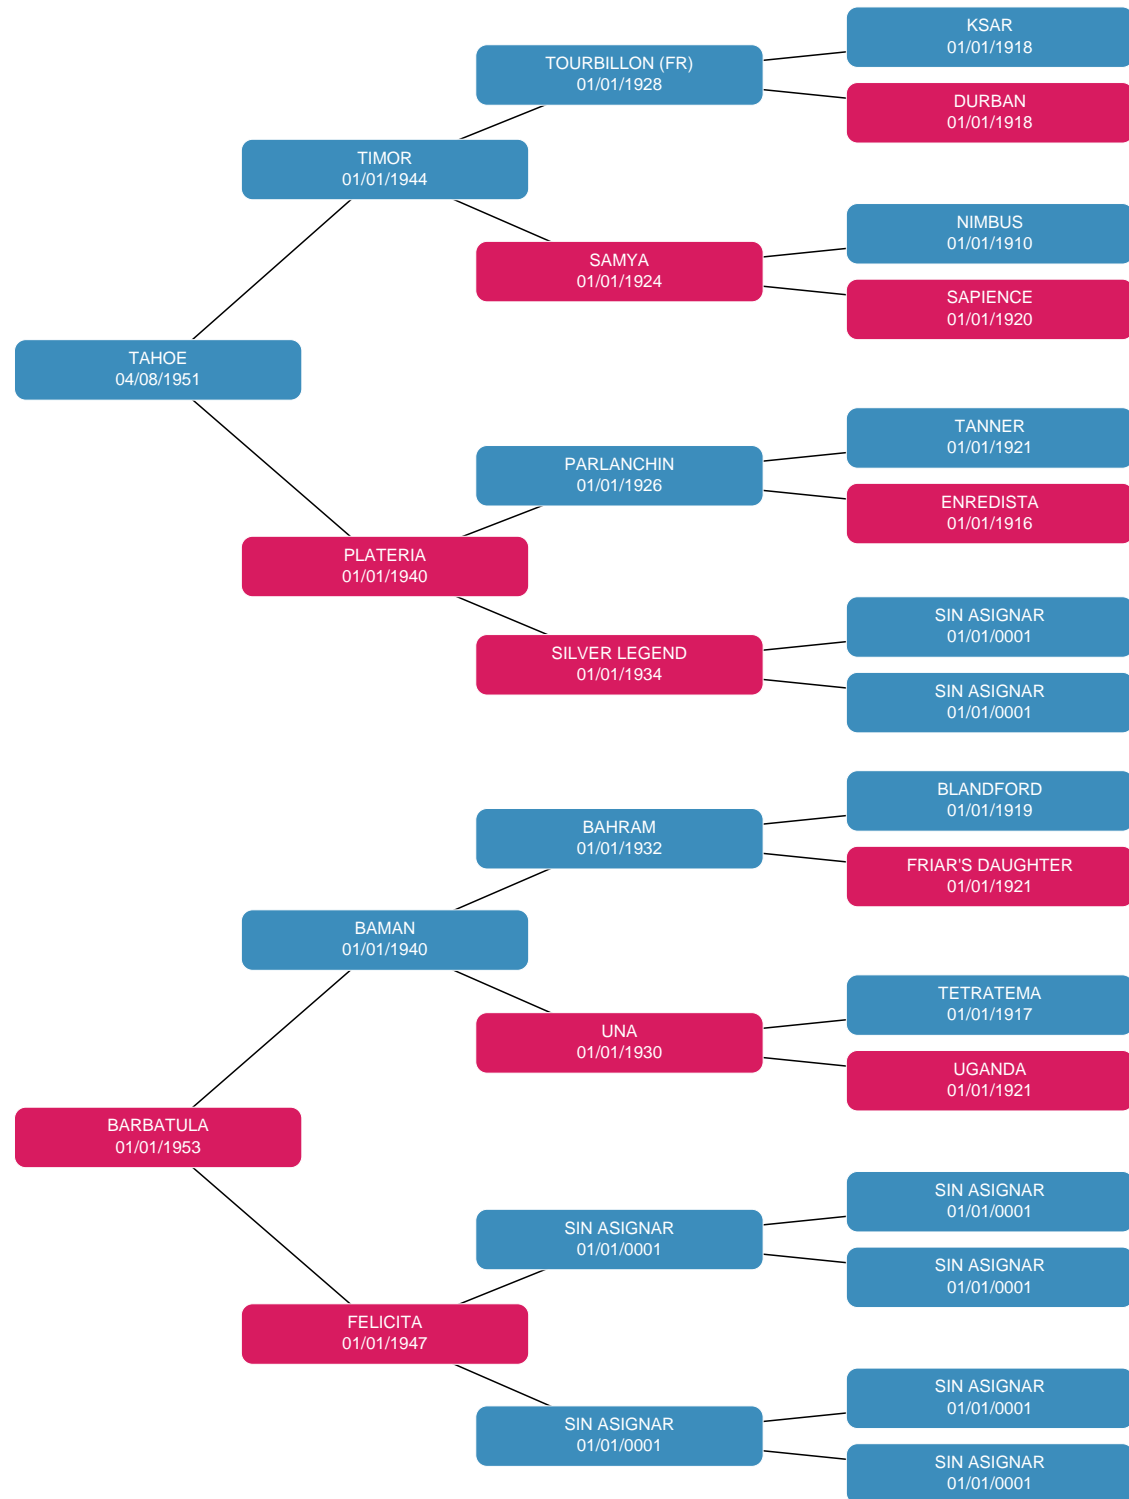 KSAR
01/01/1918
TOURBILLON (FR)
01/01/1928
DURBAN
01/01/1918
TIMOR
01/01/1944
NIMBUS
01/01/1910
SAMYA
01/01/1924
SAPIENCE
01/01/1920
TAHOE
04/08/1951
TANNER
01/01/1921
PARLANCHIN
01/01/1926
ENREDISTA
01/01/1916
PLATERIA
01/01/1940
SIN ASIGNAR
01/01/0001
SILVER LEGEND
01/01/1934
SIN ASIGNAR
01/01/0001
BLANDFORD
01/01/1919
BAHRAM
01/01/1932
FRIAR'S DAUGHTER
01/01/1921
BAMAN
01/01/1940
TETRATEMA
01/01/1917
UNA
01/01/1930
UGANDA
01/01/1921
BARBATULA
01/01/1953
SIN ASIGNAR
01/01/0001
SIN ASIGNAR
01/01/0001
SIN ASIGNAR
01/01/0001
FELICITA
01/01/1947
SIN ASIGNAR
01/01/0001
SIN ASIGNAR
01/01/0001
SIN ASIGNAR
01/01/0001